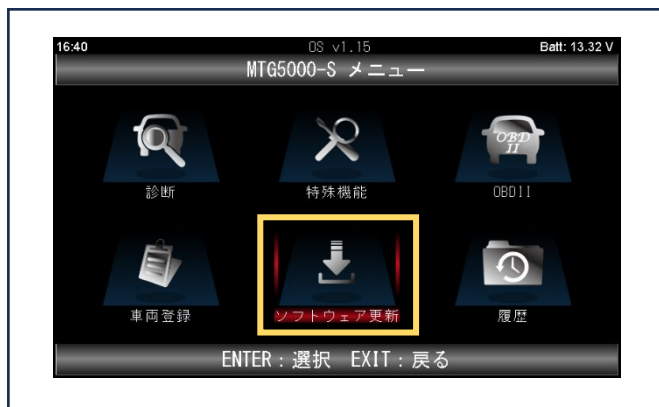 16:40 OS v1.15 Batt: 13.32 V
MTG5000-S メニュー
OBD
II
診断 特殊機能 OBDII
車両登録 ソフトウェア更新 履歴
ENTER：選択 EXIT：戻る